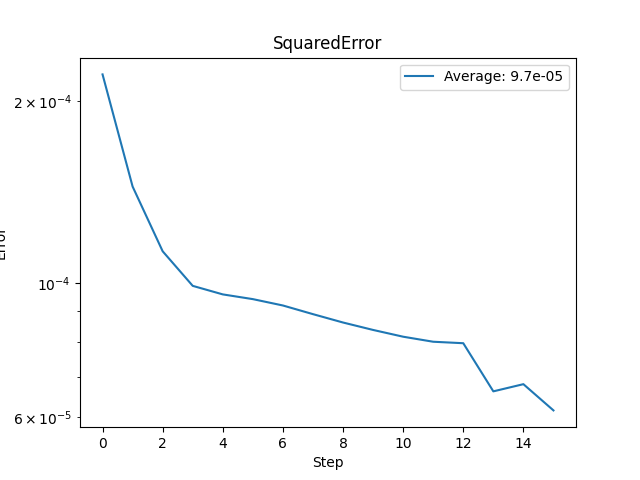 SquaredError
Average: 9.7e-05
2 × 10⁻⁴
10⁻⁴
6 × 10⁻⁵
Error
0 2 4 6 8 10 12 14
Step